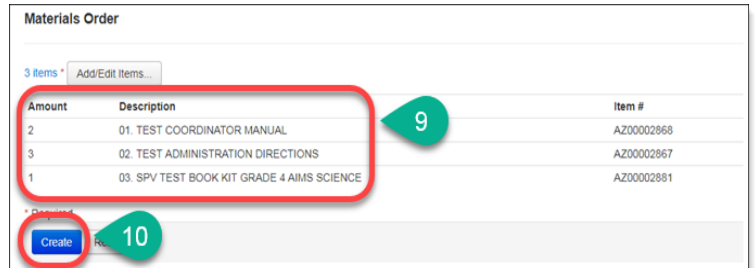 Materials Order
3 items * Add/Edit Items...
Amount Description Item #
2 01. TEST COORDINATOR MANUAL AZ00002868
3 02. TEST ADMINISTRATION DIRECTIONS AZ00002867
1 03. SPV TEST BOOK KIT GRADE 4 AIMS SCIENCE AZ00002881
9
* Required
Create
10